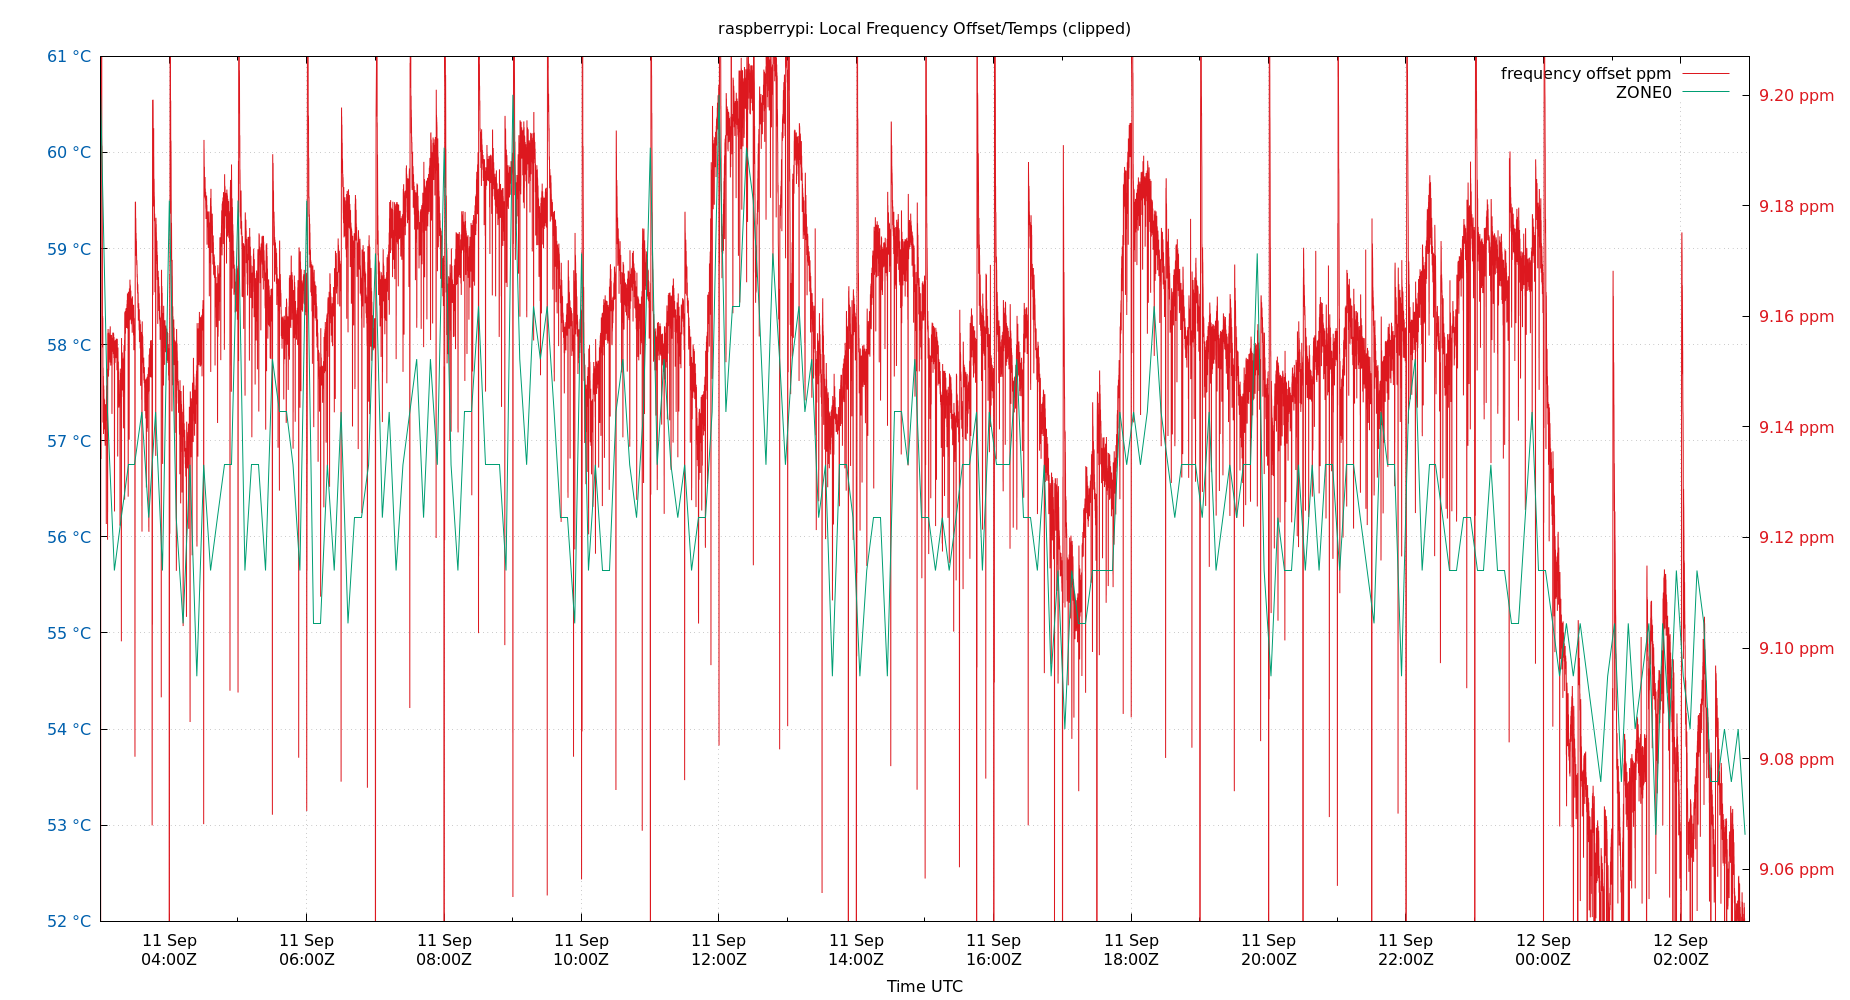 raspberrypi: Local Frequency Offset/Temps (clipped)
61 °C
60 °C
59 °C
58 °C
57 °C
56 °C
55 °C
54 °C
53 °C
52 °C
frequency offset ppm
ZONE0
9.20 ppm
9.18 ppm
9.16 ppm
9.14 ppm
9.12 ppm
9.10 ppm
9.08 ppm
9.06 ppm
11 Sep
04:00Z
11 Sep
06:00Z
11 Sep
08:00Z
11 Sep
10:00Z
11 Sep
12:00Z
11 Sep
14:00Z
11 Sep
16:00Z
11 Sep
18:00Z
11 Sep
20:00Z
11 Sep
22:00Z
12 Sep
00:00Z
12 Sep
02:00Z
Time UTC